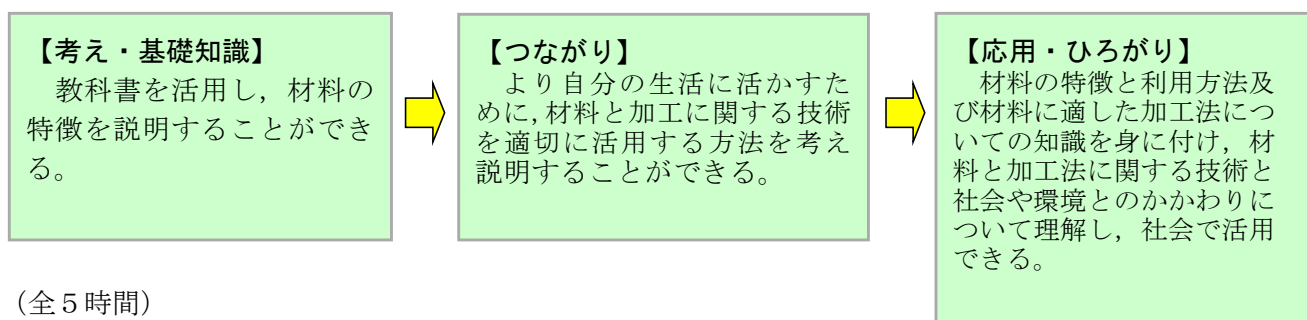 【考え・基礎知識】
教科書を活用し，材料の
特徴を説明することができ
る。
【つながり】
より自分の生活に活かすた
めに，材料と加工に関する技術
を適切に活用する方法を考え
説明することができる。
【応用・ひろがり】
材料の特徴と利用方法及
び材料に適した加工法につ
いての知識を身に付け，材
料と加工法に関する技術と
社会や環境とのかかわりに
ついて理解し，社会で活用
できる。
（全５時間）